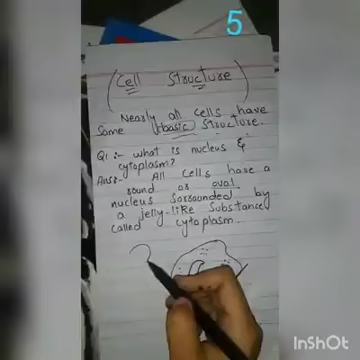 5
(Cell Structure)
Nearly all cells have
Same basic Structure.
Q1 :- what is nucleus &
cytoplasm?
Ans:- All cells have a
round or oval
nucleus Sorrounded by
a jelly-like Substance
called cytoplasm.
InShOt